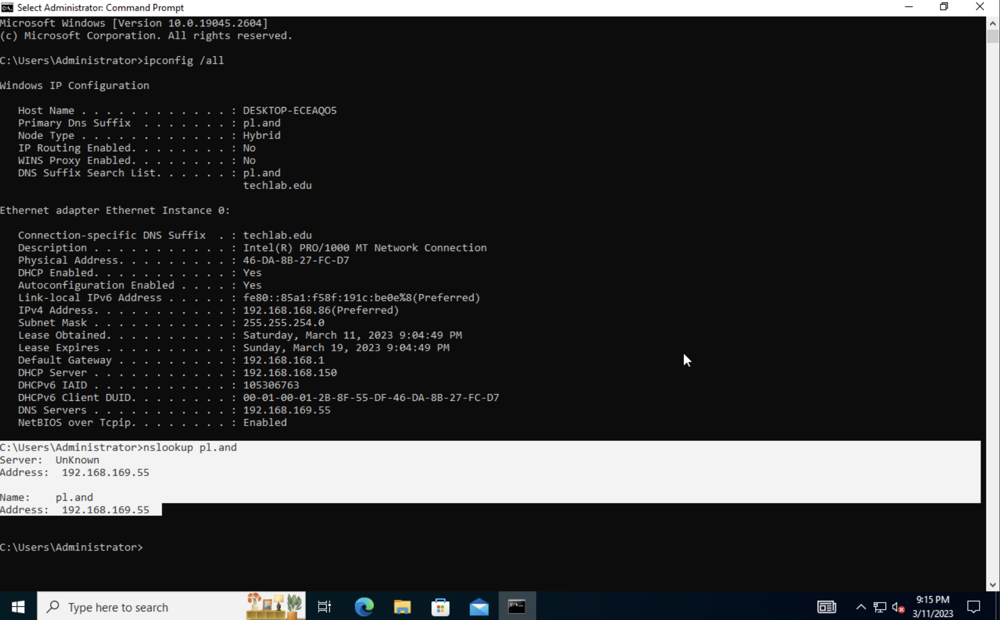 Select Administrator: Command Prompt
Microsoft Windows [Version 10.0.19045.2604]
(c) Microsoft Corporation. All rights reserved.
C:\Users\Administrator>ipconfig /all
Windows IP Configuration
Host Name . . . . . . . . . . . . : DESKTOP-ECEAQO5
Primary Dns Suffix  . . . . . . . : pl.and
Node Type . . . . . . . . . . . . : Hybrid
IP Routing Enabled. . . . . . . . : No
WINS Proxy Enabled. . . . . . . . : No
DNS Suffix Search List. . . . . . : pl.and
techlab.edu
Ethernet adapter Ethernet Instance 0:
Connection-specific DNS Suffix  . : techlab.edu
Description . . . . . . . . . . . : Intel(R) PRO/1000 MT Network Connection
Physical Address. . . . . . . . . : 46-DA-8B-27-FC-D7
DHCP Enabled. . . . . . . . . . . : Yes
Autoconfiguration Enabled . . . . : Yes
Link-local IPv6 Address . . . . . : fe80::85a1:f58f:191c:be0e%8(Preferred)
IPv4 Address. . . . . . . . . . . : 192.168.168.86(Preferred)
Subnet Mask . . . . . . . . . . . : 255.255.254.0
Lease Obtained. . . . . . . . . . : Saturday, March 11, 2023 9:04:49 PM
Lease Expires . . . . . . . . . . : Sunday, March 19, 2023 9:04:49 PM
Default Gateway . . . . . . . . . : 192.168.168.1
DHCP Server . . . . . . . . . . . : 192.168.168.150
DHCPv6 IAID . . . . . . . . . . . : 105306763
DHCPv6 Client DUID. . . . . . . . : 00-01-00-01-2B-8F-55-DF-46-DA-8B-27-FC-D7
DNS Servers . . . . . . . . . . . : 192.168.169.55
NetBIOS over Tcpip. . . . . . . . : Enabled
C:\Users\Administrator>nslookup pl.and
Server:  UnKnown
Address:  192.168.169.55
Name:    pl.and
Address:  192.168.169.55
C:\Users\Administrator>
Type here to search
9:15 PM
3/11/2023